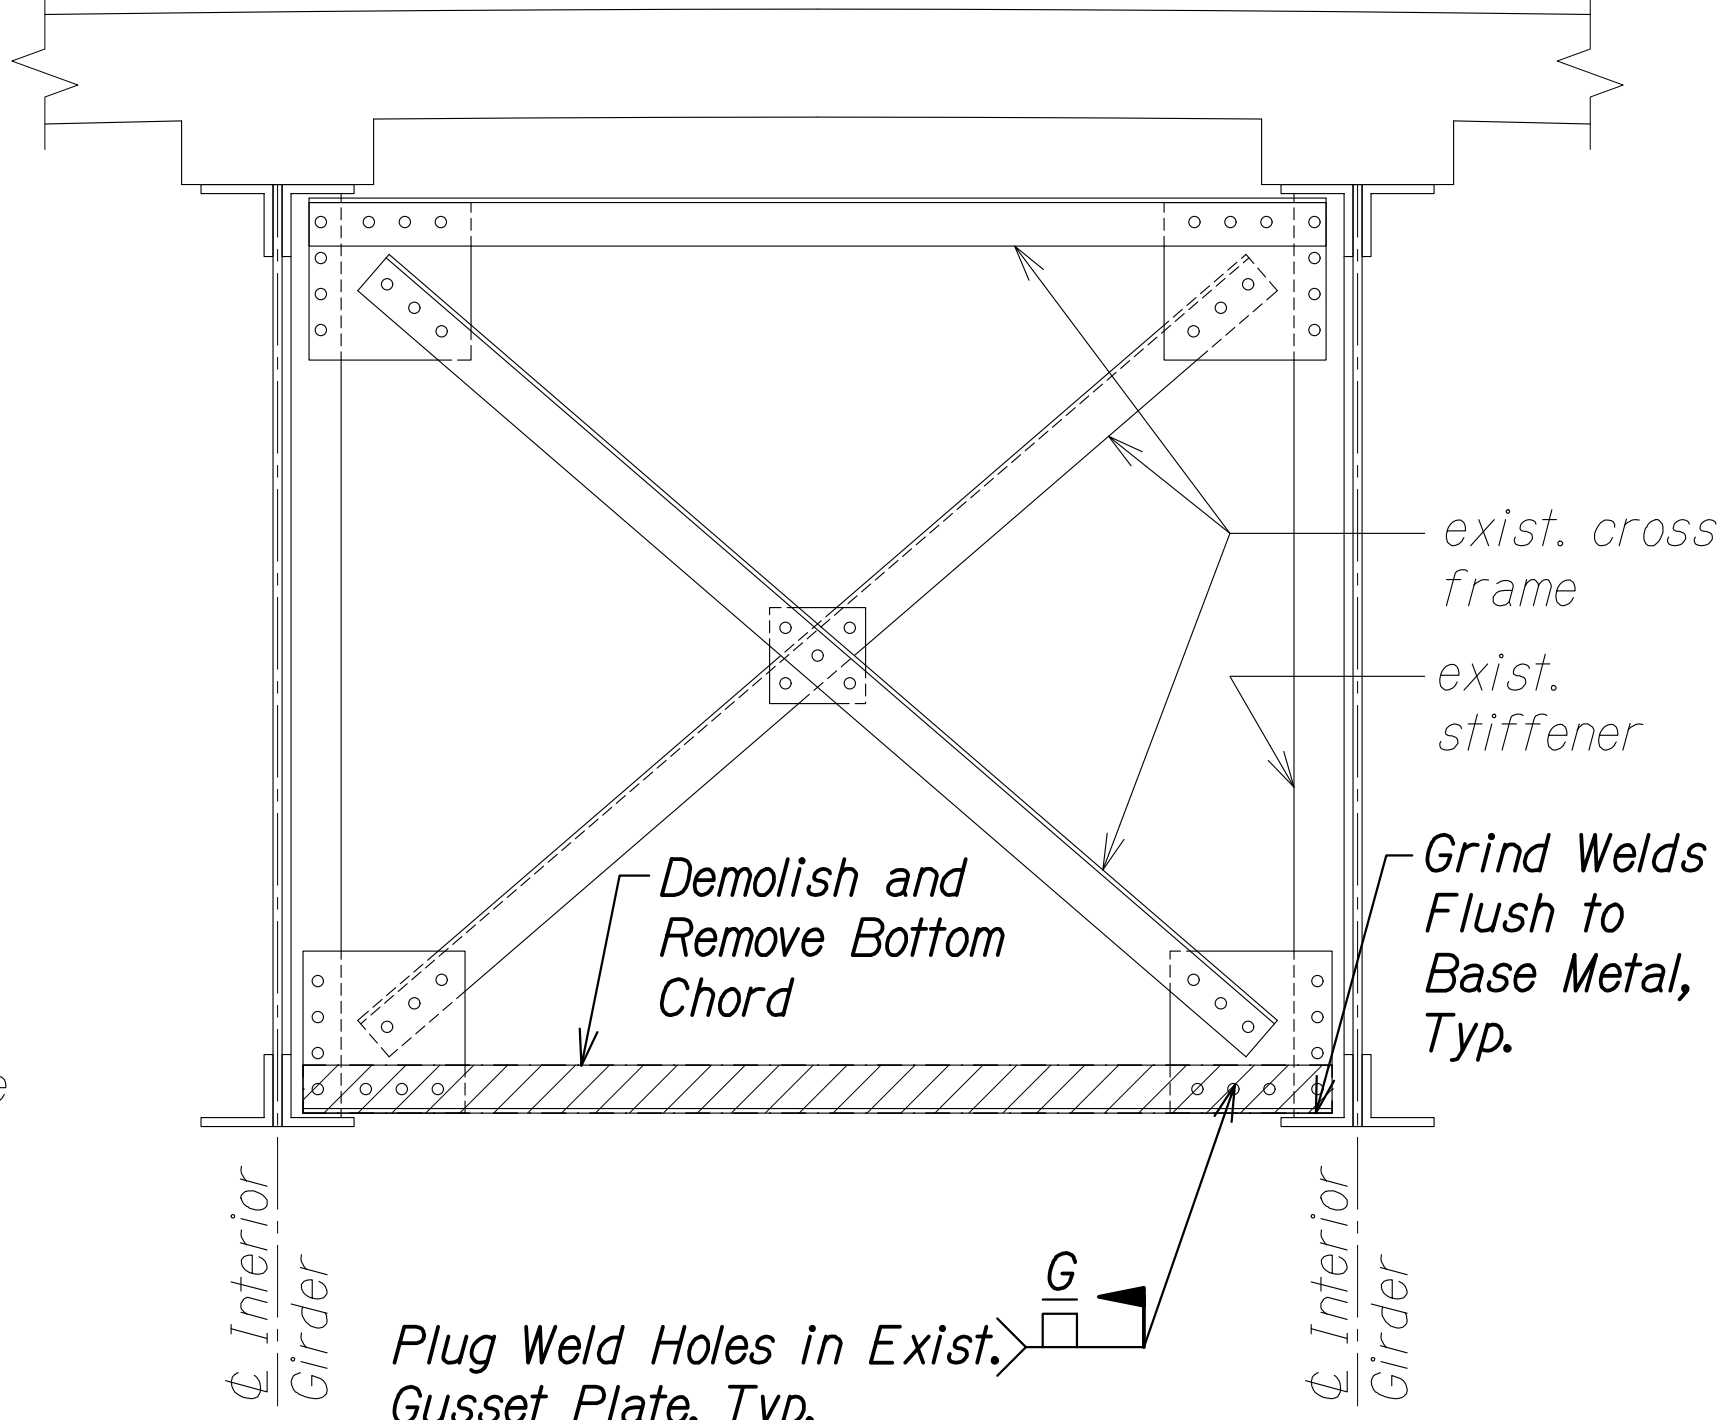 exist. cross
frame
exist.
stiffener
Demolish and
Remove Bottom
Chord
Grind Welds
Flush to
Base Metal,
Typ.
℄ Interior
Girder
℄ Interior
Girder
G
Plug Weld Holes in Exist.
Gusset Plate, Typ.